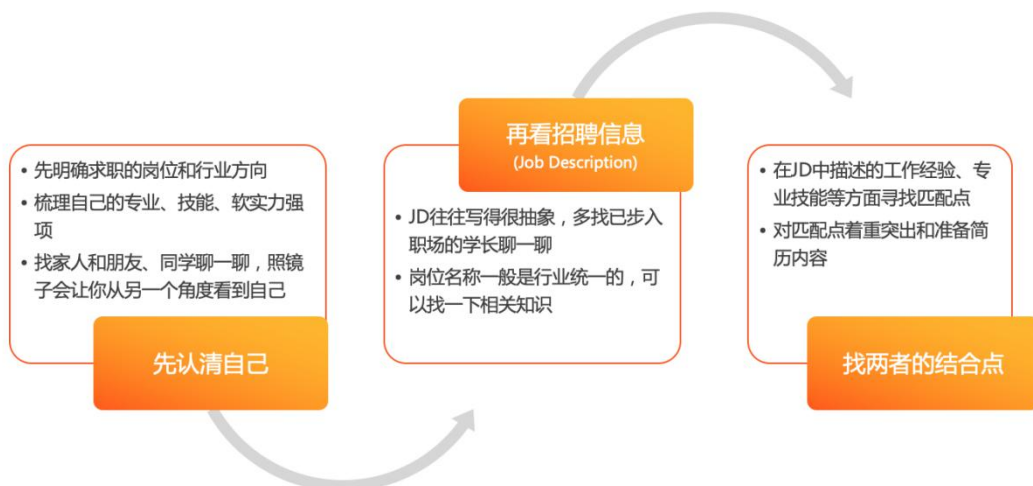 • 先明确求职的岗位和行业方向
• 梳理自己的专业、技能、软实力强
项
• 找家人和朋友、同学聊一聊，照镜
子会让你从另一个角度看到自己
先认清自己
再看招聘信息
(Job Description)
• JD往往写得很抽象，多找已步入
职场的学长聊一聊
• 岗位名称一般是行业统一的，可
以找一下相关知识
• 在JD中描述的工作经验、专
业技能等方面寻找匹配点
• 对匹配点着重突出和准备简
历内容
找两者的结合点